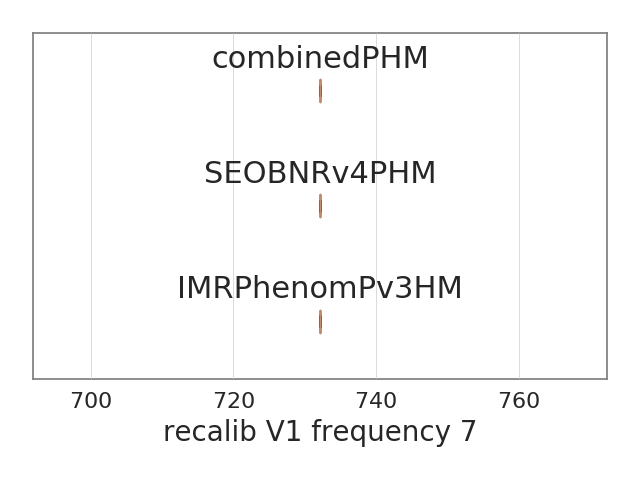 combinedPHM
SEOBNRv4PHM
IMRPhenomPv3HM
700 720 740 760
recalib V1 frequency 7